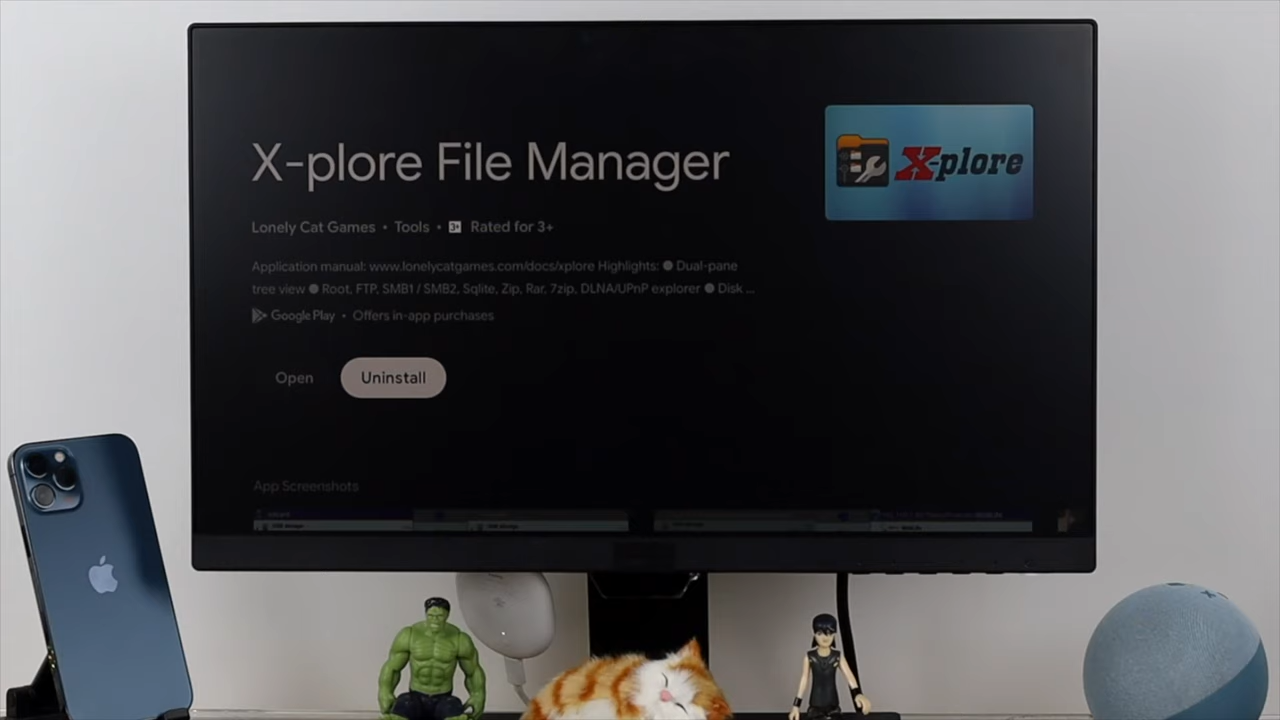 X-plore File Manager
X-plore
Lonely Cat Games • Tools • 3+ Rated for 3+
Application manual: www.lonelycatgames.com/docs/xplore Highlights: ● Dual-pane
tree view ● Root, FTP, SMB1 / SMB2, Sqlite, Zip, Rar, 7zip, DLNA/UPnP explorer ● Disk ...
Google Play • Offers in-app purchases
Open
Uninstall
App Screenshots